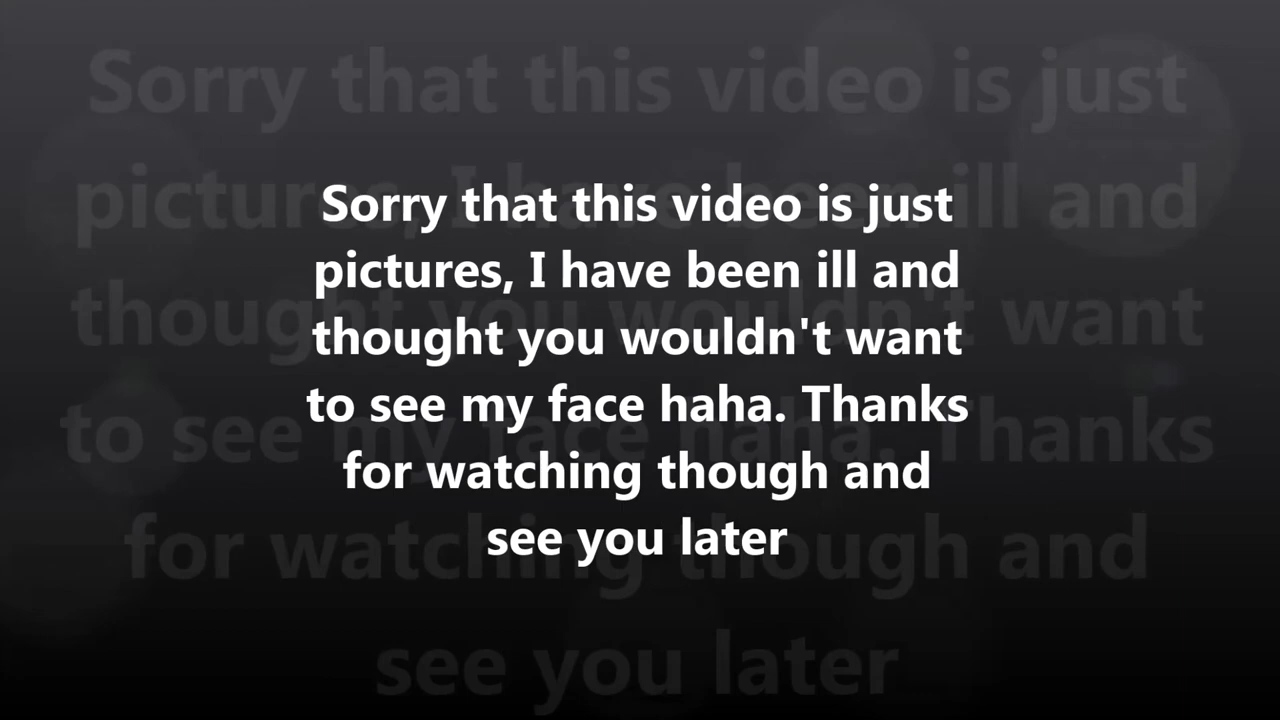 Sorry that this video is just
pictures, I have been ill and
thought you wouldn't want
to see my face haha. Thanks
for watching though and
see you later